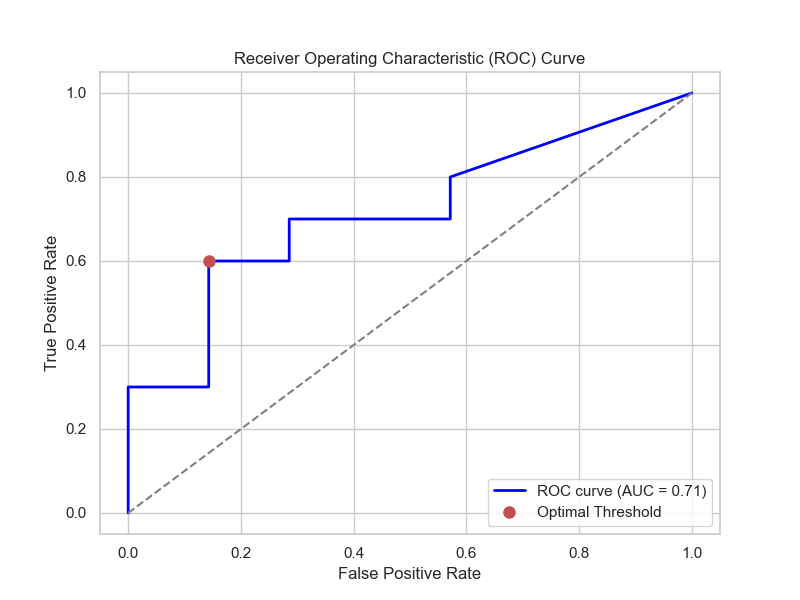 Receiver Operating Characteristic (ROC) Curve
True Positive Rate
1.0
0.8
0.6
0.4
0.2
0.0
ROC curve (AUC = 0.71)
Optimal Threshold
0.0 0.2 0.4 0.6 0.8 1.0
False Positive Rate